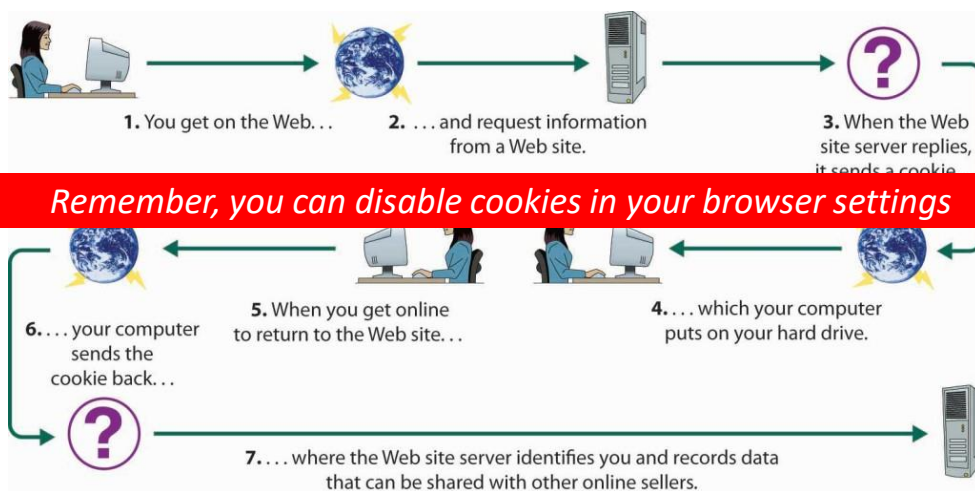 1. You get on the Web. . .
2. . . . and request information
from a Web site.
3. When the Web
site server replies,
it sends a cookie
Remember, you can disable cookies in your browser settings
4. . . . which your computer
puts on your hard drive.
5. When you get online
to return to the Web site. . .
6. . . . your computer
sends the
cookie back. . .
?
?
7. . . . where the Web site server identifies you and records data
that can be shared with other online sellers.